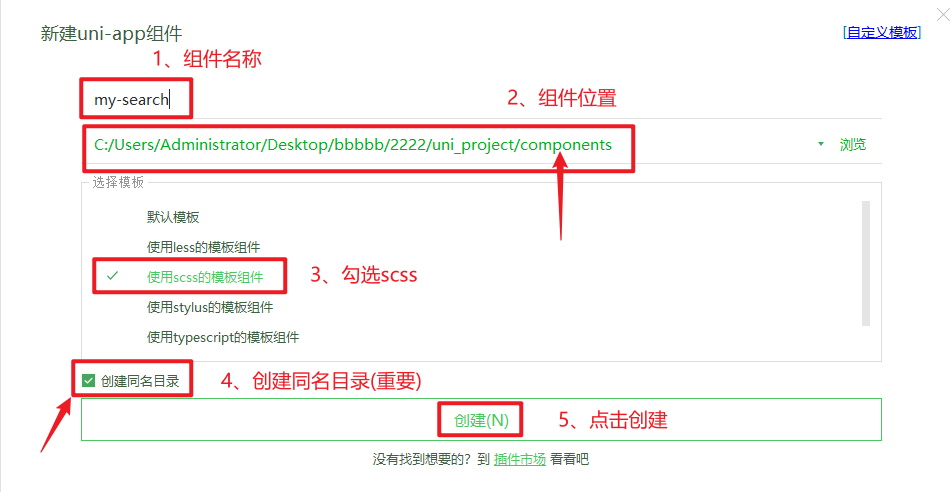 新建uni-app组件
[自定义模板]
1、组件名称
my-search
2、组件位置
C:/Users/Administrator/Desktop/bbbbb/2222/uni_project/components
浏览
选择模板
默认模板
使用less的模板组件
使用scss的模板组件
3、勾选scss
使用stylus的模板组件
使用typescript的模板组件
创建同名目录
4、创建同名目录(重要)
创建(N)
5、点击创建
没有找到想要的？到 插件市场 看看吧